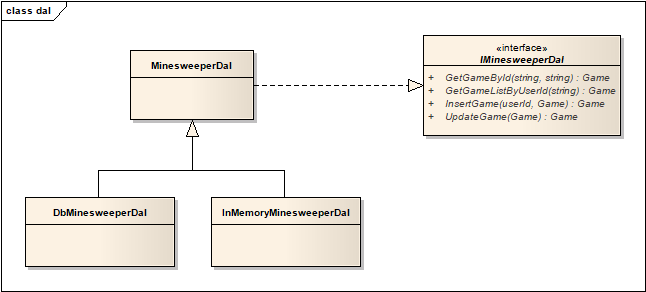 class dal
MinesweeperDal
«interface»
IMinesweeperDal
+ GetGameById(string, string) : Game
+ GetGameListByUserId(string) : Game
+ InsertGame(userId, Game) : Game
+ UpdateGame(Game) : Game
DbMinesweeperDal
InMemoryMinesweeperDal